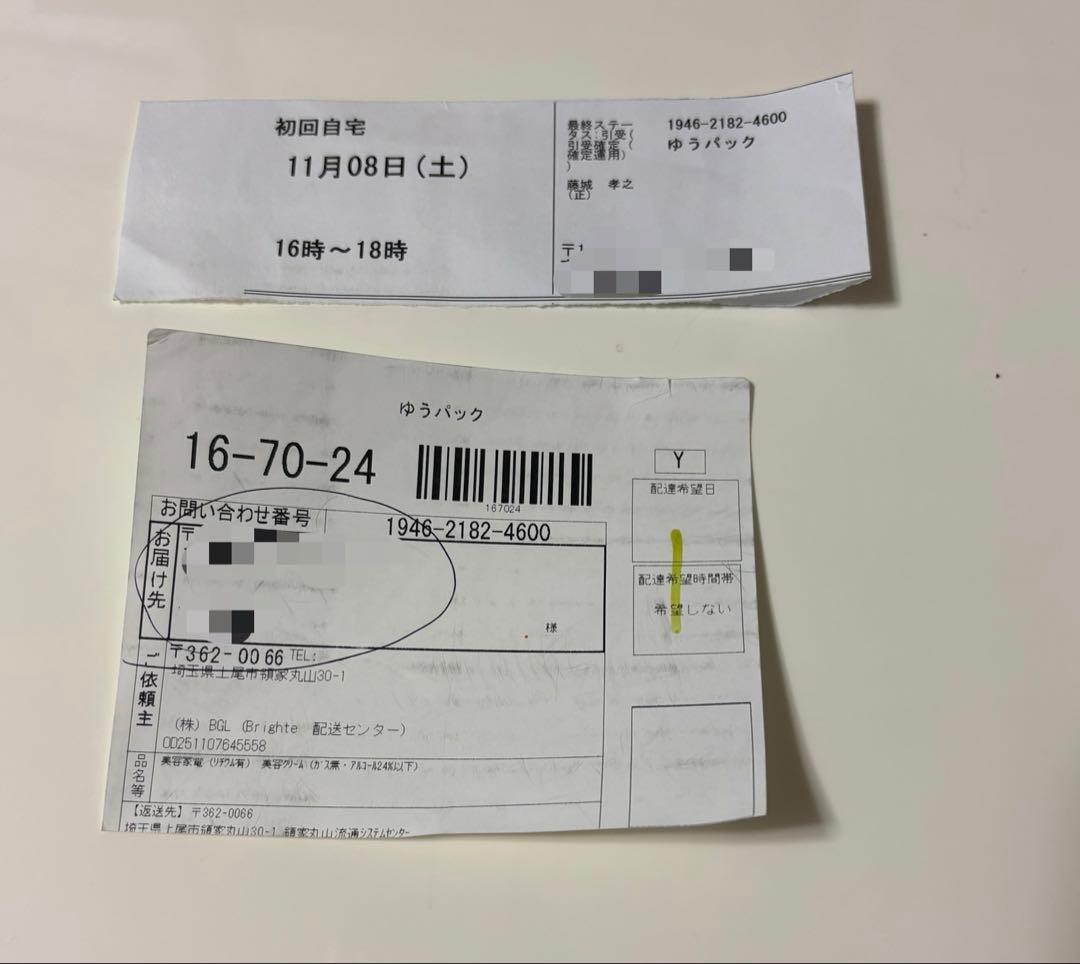 初回自宅
11月08日(土)
16時～18時
最終ステー
タス:引受(
引受確定(
確定運用)
)
1946-2182-4600
ゆうパック
藤城 孝之
(正)
〒1
ゆうパック
16-70-24
167024
Y
配達希望日
お問い合わせ番号
1946-2182-4600
お届け先
〒
様
配達希望時間帯
希望しない
ご依頼主
〒362-0066 TEL:
埼玉県上尾市領家丸山30-1
(株) BGL (Brighte 配送センター)
OD251107645558
品名等
美容家電 (リチウム有) 美容クリーム (ガス無・アルコール24%以下)
【返送先】〒362-0066
埼玉県上尾市領家丸山30-1 領家丸山流通システムセンター